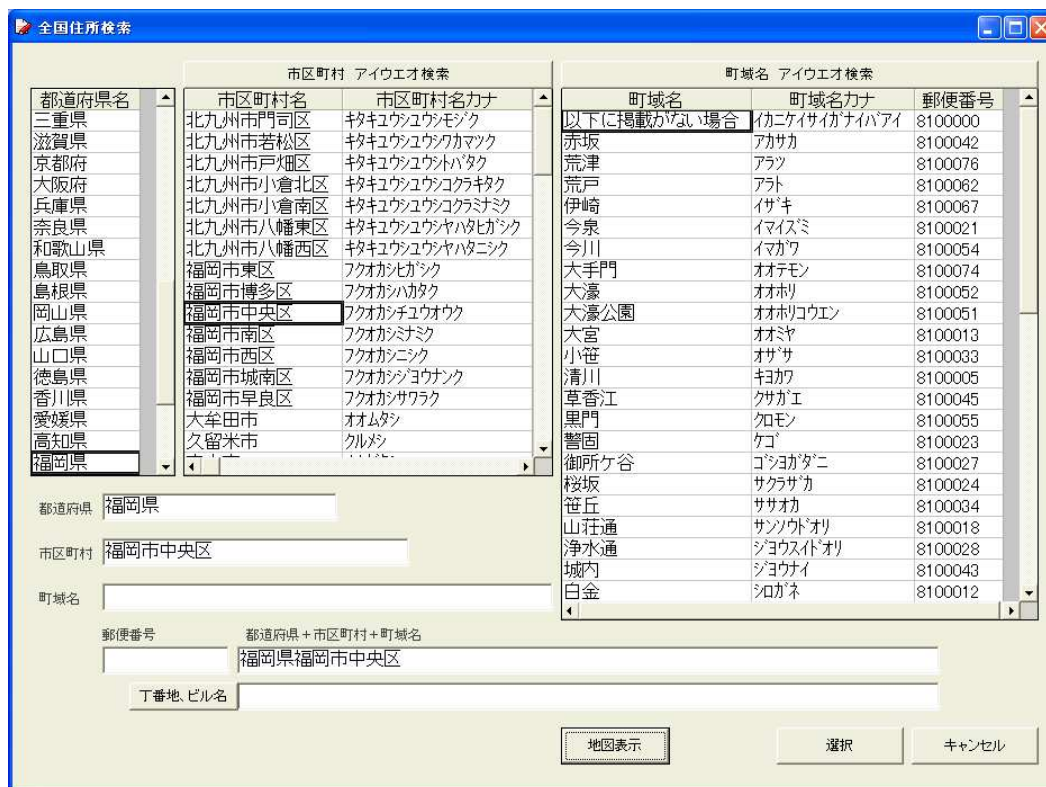 全国住所検索
市区町村 アイウエオ検索
町域名 アイウエオ検索
都道府県名
三重県
滋賀県
京都府
大阪府
兵庫県
奈良県
和歌山県
鳥取県
島根県
岡山県
広島県
山口県
徳島県
香川県
愛媛県
高知県
福岡県
市区町村名 市区町村名カナ
北九州市門司区 ｷﾀｷﾕｳｼﾕｳｼﾓｼﾞｸ
北九州市若松区 ｷﾀｷﾕｳｼﾕｳｼﾜｶﾏﾂｸ
北九州市戸畑区 ｷﾀｷﾕｳｼﾕｳｼﾄﾊﾞﾀｸ
北九州市小倉北区 ｷﾀｷﾕｳｼﾕｳｼｺｸﾗｷﾀｸ
北九州市小倉南区 ｷﾀｷﾕｳｼﾕｳｼｺｸﾗﾐﾅﾐｸ
北九州市八幡東区 ｷﾀｷﾕｳｼﾕｳｼﾔﾊﾀﾋｶﾞｼｸ
北九州市八幡西区 ｷﾀｷﾕｳｼﾕｳｼﾔﾊﾀﾆｼｸ
福岡市東区 ﾌｸｵｶｼﾋｶﾞｼｸ
福岡市博多区 ﾌｸｵｶｼﾊｶﾀｸ
福岡市中央区 ﾌｸｵｶｼﾁﾕｳｵｳｸ
福岡市南区 ﾌｸｵｶｼﾐﾅﾐｸ
福岡市西区 ﾌｸｵｶｼﾆｼｸ
福岡市城南区 ﾌｸｵｶｼｼﾞﾖｳﾅﾝｸ
福岡市早良区 ﾌｸｵｶｼｻﾜﾗｸ
大牟田市 ｵｵﾑﾀｼ
久留米市 ｸﾙﾒｼ
町域名 町域名カナ 郵便番号
以下に掲載がない場合 ｲｶﾆｹｲｻｲｶﾞﾅｲﾊﾞｱｲ 8100000
赤坂 ｱｶｻｶ 8100042
荒津 ｱﾗﾂ 8100076
荒戸 ｱﾗﾄ 8100062
伊崎 ｲｻﾞｷ 8100067
今泉 ｲﾏｲｽﾞﾐ 8100021
今川 ｲﾏｶﾞﾜ 8100054
大手門 ｵｵﾃﾓﾝ 8100074
大濠 ｵｵﾎﾘ 8100052
大濠公園 ｵｵﾎﾘｺｳｴﾝ 8100051
大宮 ｵｵﾐﾔ 8100013
小笹 ｵｻﾞｻ 8100033
清川 ｷﾖｶﾜ 8100005
草香江 ｸｻｶﾞｴ 8100045
黒門 ｸﾛﾓﾝ 8100055
警固 ｹｺﾞ 8100023
御所ケ谷 ｺﾞｼﾖｶﾞﾀﾞﾆ 8100027
桜坂 ｻｸﾗｻﾞｶ 8100024
笹丘 ｻｻｵｶ 8100034
山荘通 ｻﾝｿｳﾄﾞｵﾘ 8100018
浄水通 ｼﾞﾖｳｽｲﾄﾞｵﾘ 8100028
城内 ｼﾞﾖｳﾅｲ 8100043
白金 ｼﾛｶﾞﾈ 8100012
都道府県 福岡県
市区町村 福岡市中央区
町域名
郵便番号 都道府県+市区町村+町域名
福岡県福岡市中央区
丁番地、ビル名
地図表示 選択 キャンセル